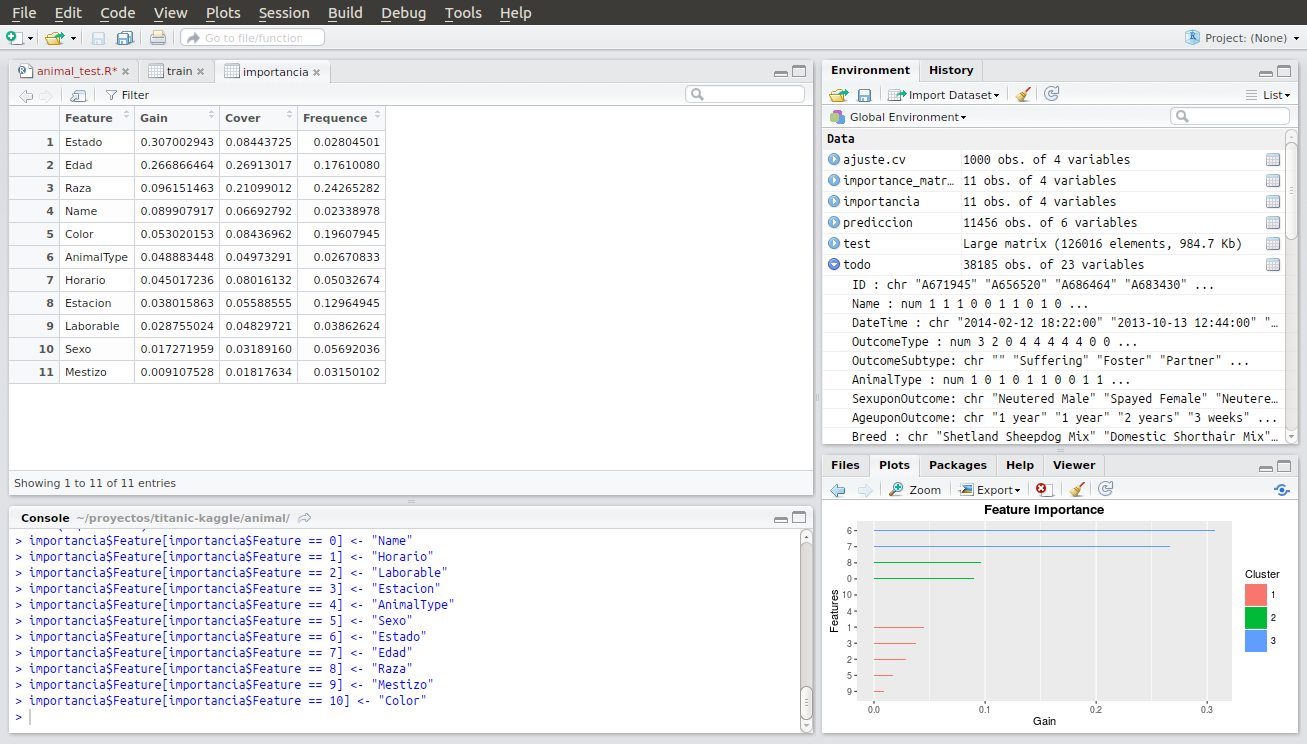 File Edit Code View Plots Session Build Debug Tools Help
Go to file/function
Project: (None)
animal_test.R* train importancia
Filter
Feature Gain Cover Frequence
1 Estado 0.307002943 0.08443725 0.02804501
2 Edad 0.266866464 0.26913017 0.17610080
3 Raza 0.096151463 0.21099012 0.24265282
4 Name 0.089907917 0.06692792 0.02338978
5 Color 0.053020153 0.08436962 0.19607945
6 AnimalType 0.048883448 0.04973291 0.02670833
7 Horario 0.045017236 0.08016132 0.05032674
8 Estacion 0.038015863 0.05588555 0.12964945
9 Laborable 0.028755024 0.04829721 0.03862624
10 Sexo 0.017271959 0.03189160 0.05692036
11 Mestizo 0.009107528 0.01817634 0.03150102
Showing 1 to 11 of 11 entries
Console ~/proyectos/titanic-kaggle/animal/
> importancia$Feature[importancia$Feature == 0] <- "Name"
> importancia$Feature[importancia$Feature == 1] <- "Horario"
> importancia$Feature[importancia$Feature == 2] <- "Laborable"
> importancia$Feature[importancia$Feature == 3] <- "Estacion"
> importancia$Feature[importancia$Feature == 4] <- "AnimalType"
> importancia$Feature[importancia$Feature == 5] <- "Sexo"
> importancia$Feature[importancia$Feature == 6] <- "Estado"
> importancia$Feature[importancia$Feature == 7] <- "Edad"
> importancia$Feature[importancia$Feature == 8] <- "Raza"
> importancia$Feature[importancia$Feature == 9] <- "Mestizo"
> importancia$Feature[importancia$Feature == 10] <- "Color"
>
Environment History
Import Dataset List
Global Environment
Data
ajuste.cv 1000 obs. of 4 variables
importance_matr… 11 obs. of 4 variables
importancia 11 obs. of 4 variables
prediccion 11456 obs. of 6 variables
test Large matrix (126016 elements, 984.7 Kb)
todo 38185 obs. of 23 variables
ID : chr "A671945" "A656520" "A686464" "A683430" ...
Name : num 1 1 1 0 0 1 1 0 1 0 ...
DateTime : chr "2014-02-12 18:22:00" "2013-10-13 12:44:00" "…
OutcomeType : num 3 2 0 4 4 4 4 4 0 0 ...
OutcomeSubtype: chr "" "Suffering" "Foster" "Partner" ...
AnimalType : num 1 0 1 0 1 1 0 0 1 1 ...
SexuponOutcome: chr "Neutered Male" "Spayed Female" "Neutere…
AgeuponOutcome: chr "1 year" "1 year" "2 years" "3 weeks" ...
Breed : chr "Shetland Sheepdog Mix" "Domestic Shorthair Mix"…
Files Plots Packages Help Viewer
Zoom Export
Feature importance
Features
6
7
8
0
10
4
1
3
2
5
9
0.0 0.1 0.2 0.3
Gain
Cluster
1
2
3